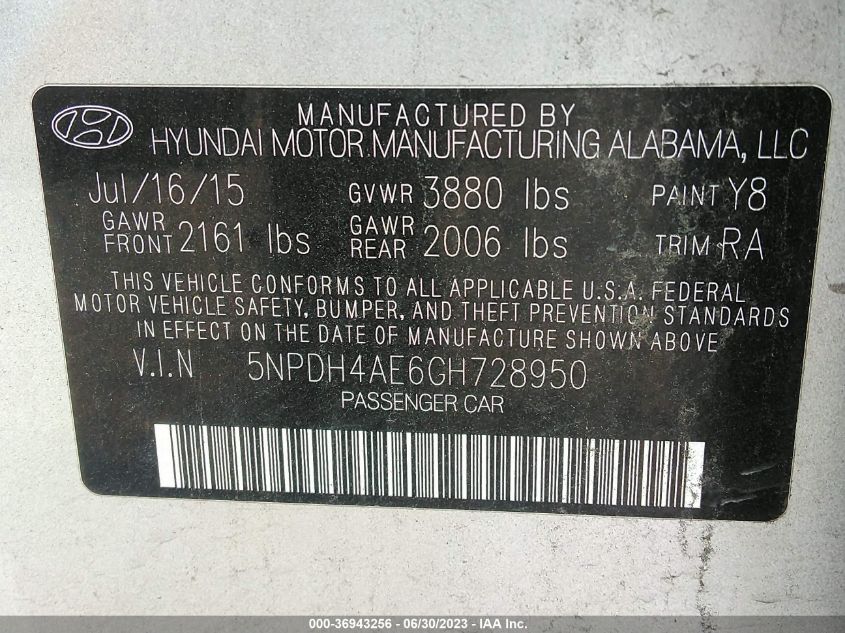 MANUFACTURED BY
HYUNDAI MOTOR MANUFACTURING ALABAMA, LLC
Jul/16/15 GVWR 3880 lbs PAINT Y8
GAWR FRONT 2161 lbs GAWR REAR 2006 lbs TRIM RA
THIS VEHICLE CONFORMS TO ALL APPLICABLE U.S.A. FEDERAL
MOTOR VEHICLE SAFETY, BUMPER, AND THEFT PREVENTION STANDARDS
IN EFFECT ON THE DATE OF MANUFACTURE SHOWN ABOVE
V.I.N 5NPDH4AE6GH728950
PASSENGER CAR
000-36943256 - 06/30/2023 - IAA Inc.